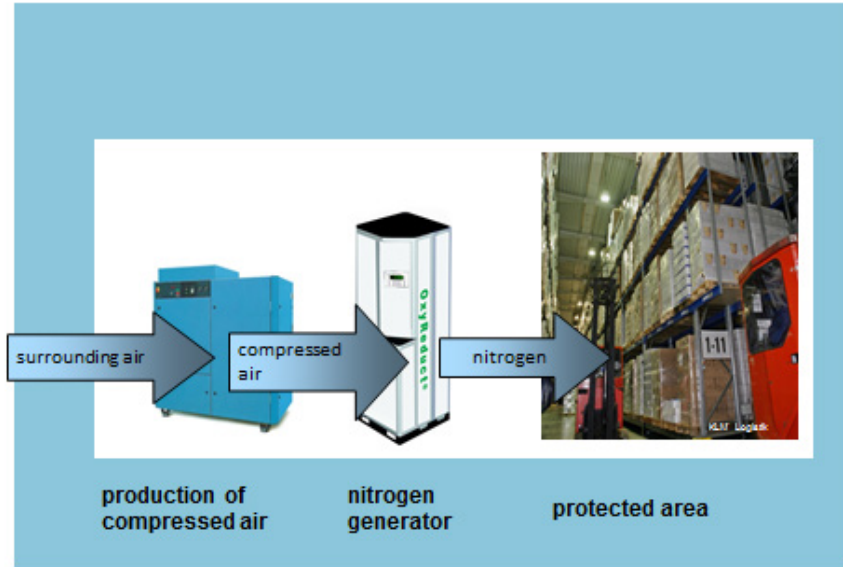 surrounding air
compressed
air
nitrogen
OxyReduct®
1-11
KLM Logistik
production of
compressed air
nitrogen
generator
protected area